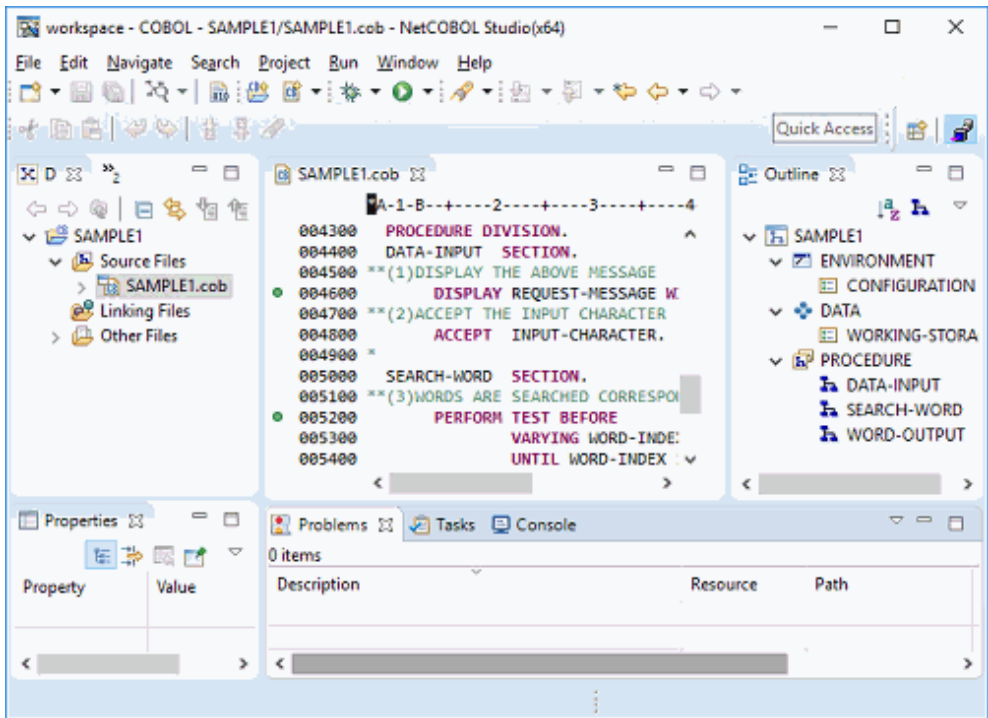 workspace - COBOL - SAMPLE1/SAMPLE1.cob - NetCOBOL Studio(x64)
File Edit Navigate Search Project Run Window Help
Quick Access
D
2
SAMPLE1
Source Files
SAMPLE1.cob
Linking Files
Other Files
SAMPLE1.cob
A-1-B--+----2----+----3----+----4
004300 PROCEDURE DIVISION.
004400 DATA-INPUT SECTION.
004500 **(1)DISPLAY THE ABOVE MESSAGE
004600 DISPLAY REQUEST-MESSAGE WI
004700 **(2)ACCEPT THE INPUT CHARACTER
004800 ACCEPT INPUT-CHARACTER.
004900 *
005000 SEARCH-WORD SECTION.
005100 **(3)WORDS ARE SEARCHED CORRESPON
005200 PERFORM TEST BEFORE
005300 VARYING WORD-INDE
005400 UNTIL WORD-INDEX
Outline
SAMPLE1
ENVIRONMENT
CONFIGURATION
DATA
WORKING-STORA
PROCEDURE
DATA-INPUT
SEARCH-WORD
WORD-OUTPUT
Properties
Property Value
Problems Tasks Console
0 items
Description Resource Path